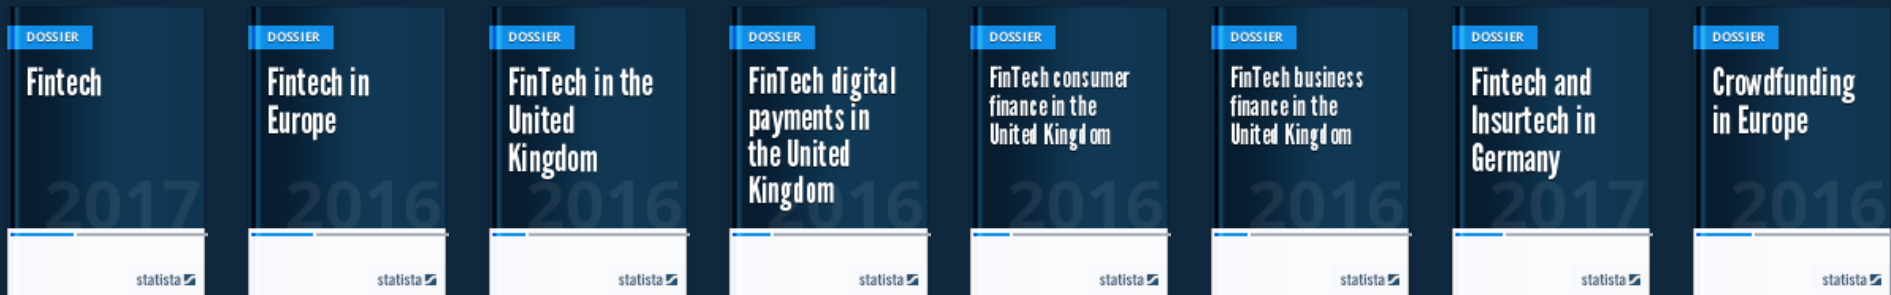 DOSSIER
Fintech
2017
statista
DOSSIER
Fintech in
Europe
2016
statista
DOSSIER
FinTech in the
United
Kingdom
2016
statista
DOSSIER
FinTech digital
payments in
the United
Kingdom
2016
statista
DOSSIER
FinTech consumer
finance in the
United Kingdom
2016
statista
DOSSIER
FinTech business
finance in the
United Kingdom
2016
statista
DOSSIER
Fintech and
Insurtech in
Germany
2017
statista
DOSSIER
Crowdfunding
in Europe
2016
statista